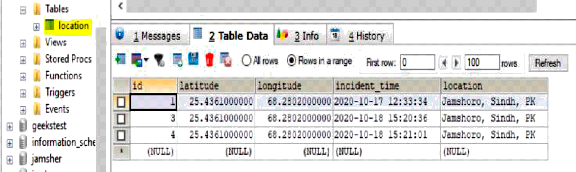 Tables
location
Views
Stored Procs
Functions
Triggers
Events
geekstest
information_sche
jamsher
1 Messages 2 Table Data 3 Info 4 History
All rows Rows in a range First row: 0 100 rows Refresh
id latitude longitude incident_time location
1 25.4361000000 68.2802000000 2020-10-17 12:33:34 Jamshoro, Sindh, PK
3 25.4361000000 68.2802000000 2020-10-18 15:20:36 Jamshoro, Sindh, PK
4 25.4361000000 68.2802000000 2020-10-18 15:21:01 Jamshoro, Sindh, PK
* (NULL) (NULL) (NULL) (NULL) (NULL)